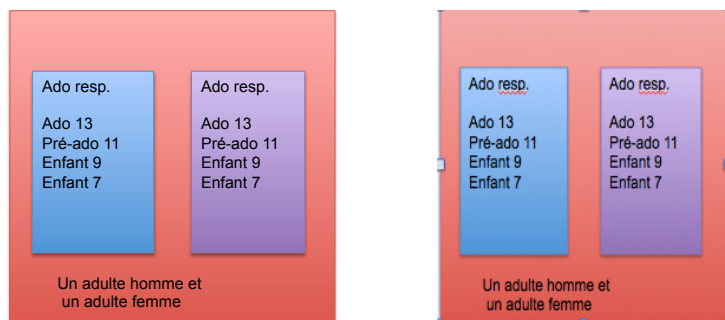 Ado resp.
Ado 13
Pré-ado 11
Enfant 9
Enfant 7
Ado resp.
Ado 13
Pré-ado 11
Enfant 9
Enfant 7
Un adulte homme et
un adulte femme
Ado resp.
Ado 13
Pré-ado 11
Enfant 9
Enfant 7
Ado resp.
Ado 13
Pré-ado 11
Enfant 9
Enfant 7
Un adulte homme et
un adulte femme